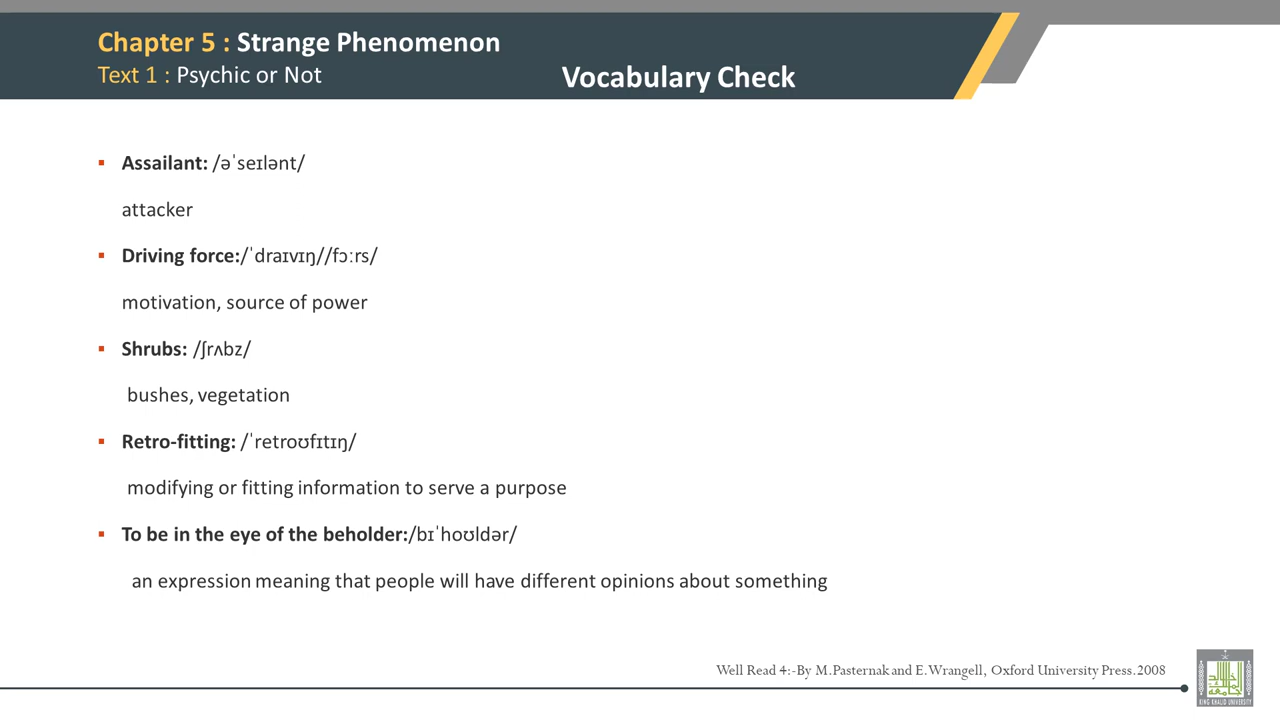 Chapter 5 : Strange Phenomenon
Text 1 : Psychic or Not
Vocabulary Check
▪ Assailant: /əˈseɪlənt/
attacker
▪ Driving force:/ˈdraɪvɪŋ//fɔːrs/
motivation, source of power
▪ Shrubs: /ʃrʌbz/
bushes, vegetation
▪ Retro-fitting: /ˈretroʊfɪtɪŋ/
modifying or fitting information to serve a purpose
▪ To be in the eye of the beholder:/bɪˈhoʊldər/
an expression meaning that people will have different opinions about something
Well Read 4:-By M.Pasternak and E.Wrangell, Oxford University Press.2008
KING KHALID UNIVERSITY